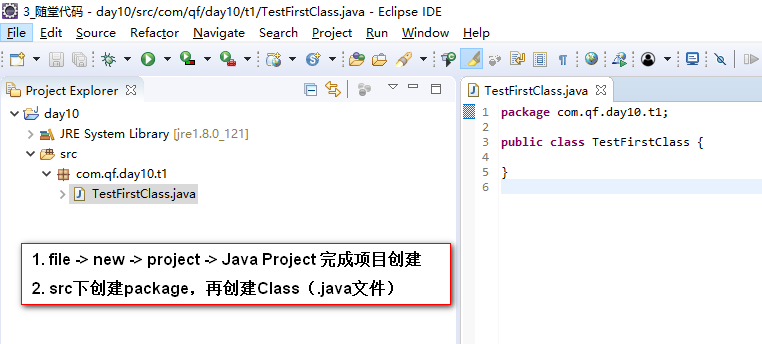 3_随堂代码 - day10/src/com/qf/day10/t1/TestFirstClass.java - Eclipse IDE
File Edit Source Refactor Navigate Search Project Run Window Help
Project Explorer
day10
JRE System Library [jre1.8.0_121]
src
com.qf.day10.t1
TestFirstClass.java
1. file -> new -> project -> Java Project 完成项目创建
2. src下创建package，再创建Class（.java文件）
TestFirstClass.java
1 package com.qf.day10.t1;
2
3 public class TestFirstClass {
4
5 }
6